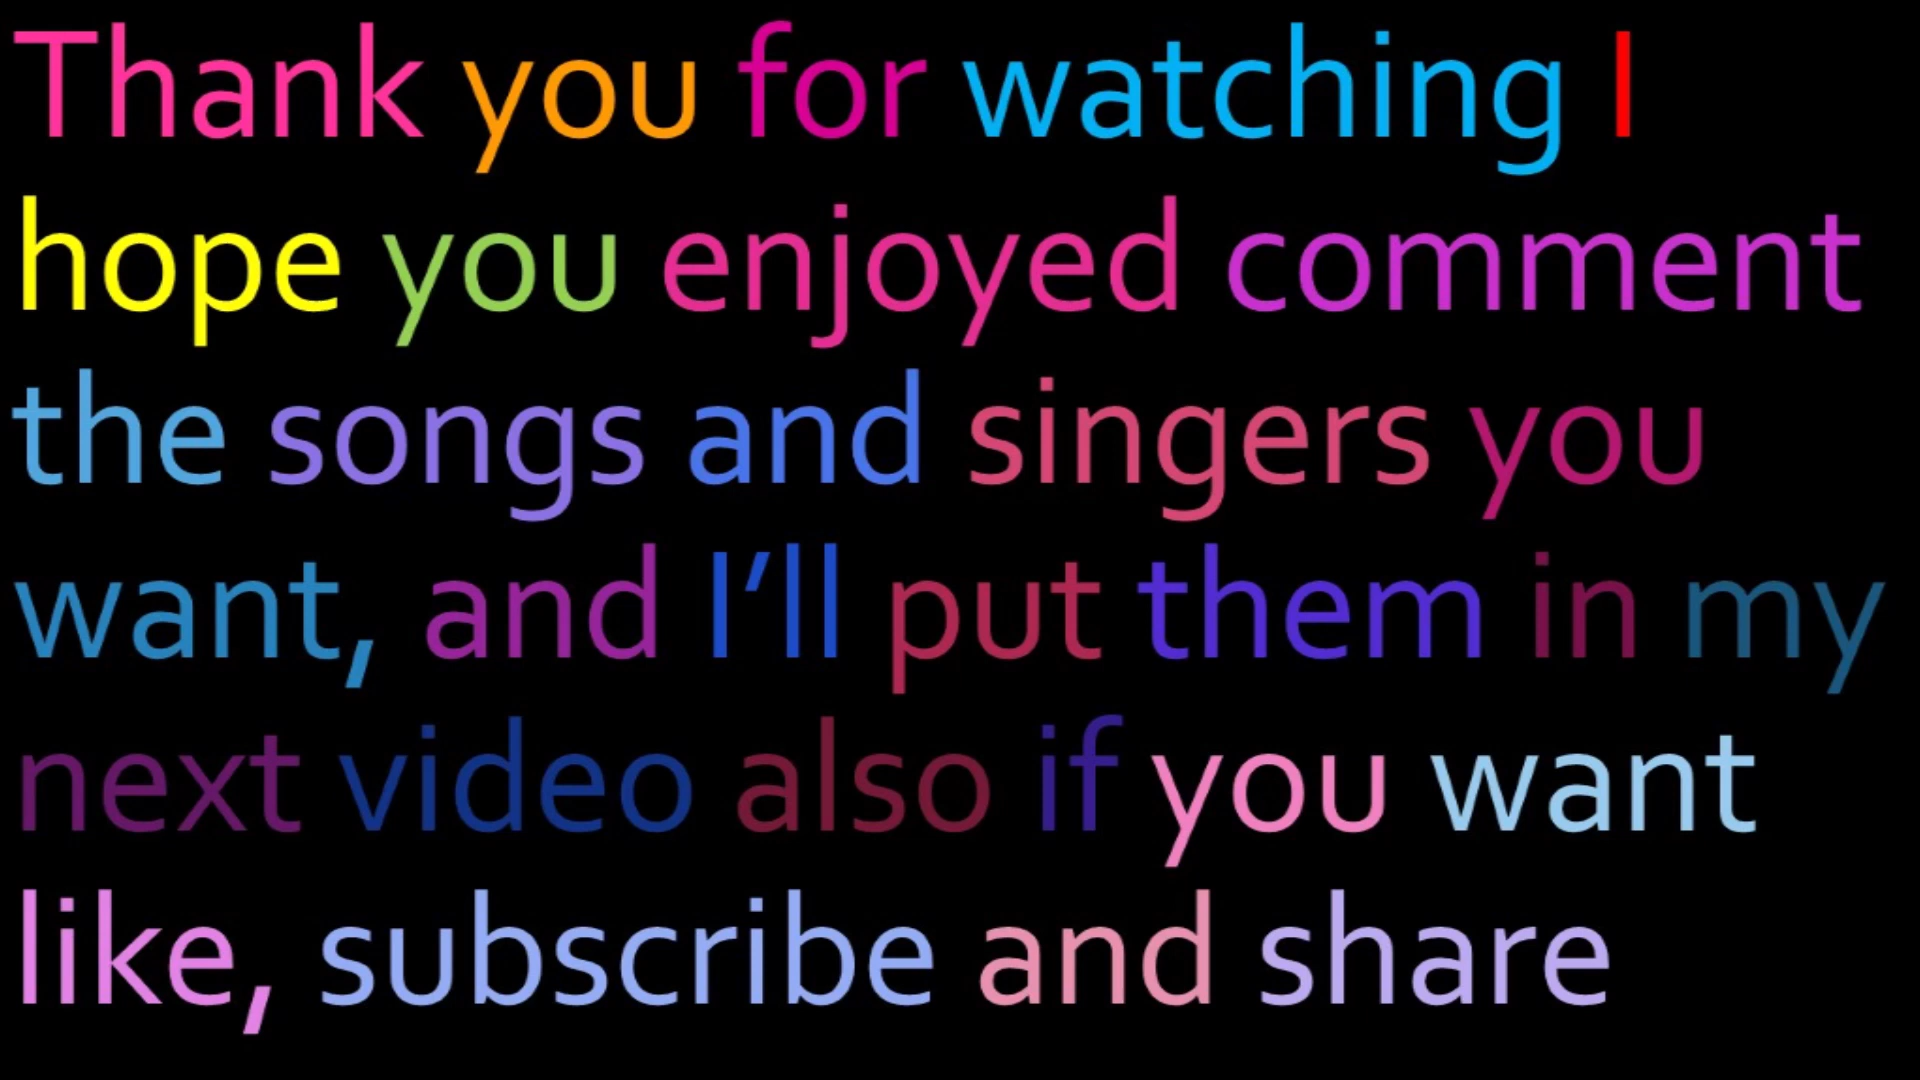 Thank you for watching I
hope you enjoyed comment
the songs and singers you
want, and I’ll put them in my
next video also if you want
like, subscribe and share